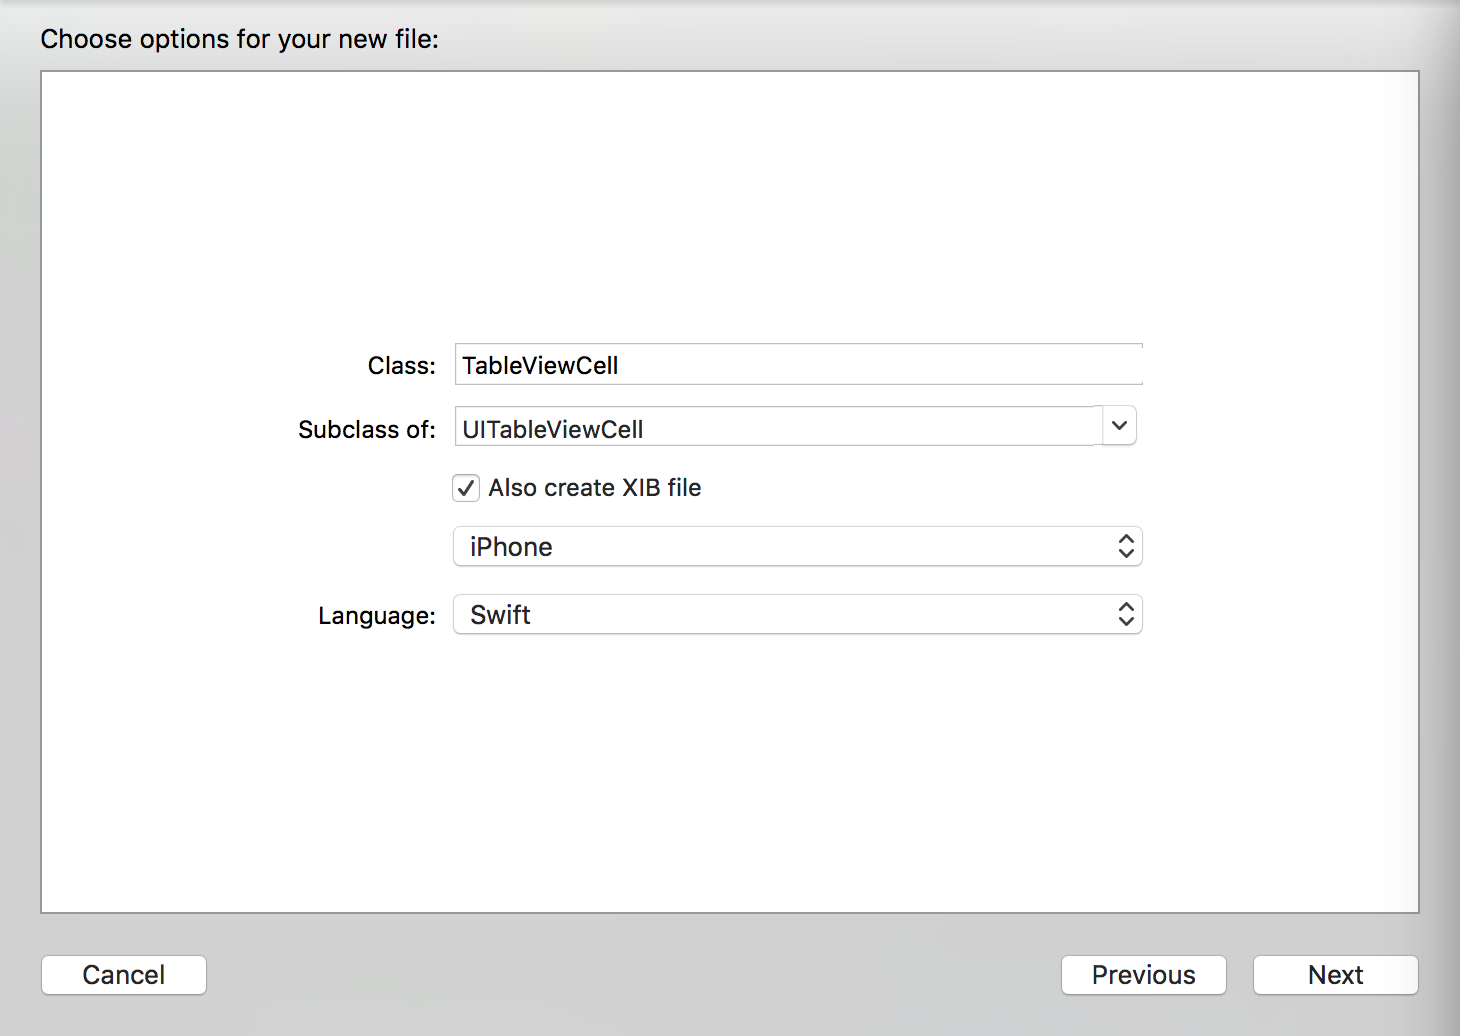 Choose options for your new file:
Class: TableViewCell
Subclass of: UITableViewCell
Also create XIB file
iPhone
Language: Swift
Cancel Previous Next